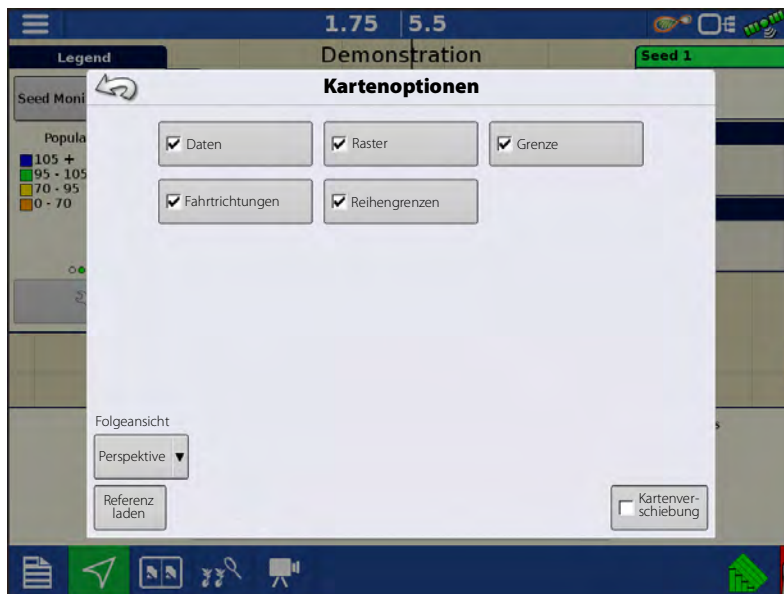 1.75 5.5
Legend
Demonstration
Seed 1
Seed Moni
Kartenoptionen
Popula
105 +
95 - 105
70 - 95
0 - 70
Daten
Raster
Grenze
Fahrtrichtungen
Reihengrenzen
Folgeansicht
Perspektive
Referenz
laden
Kartenver-
schiebung
s